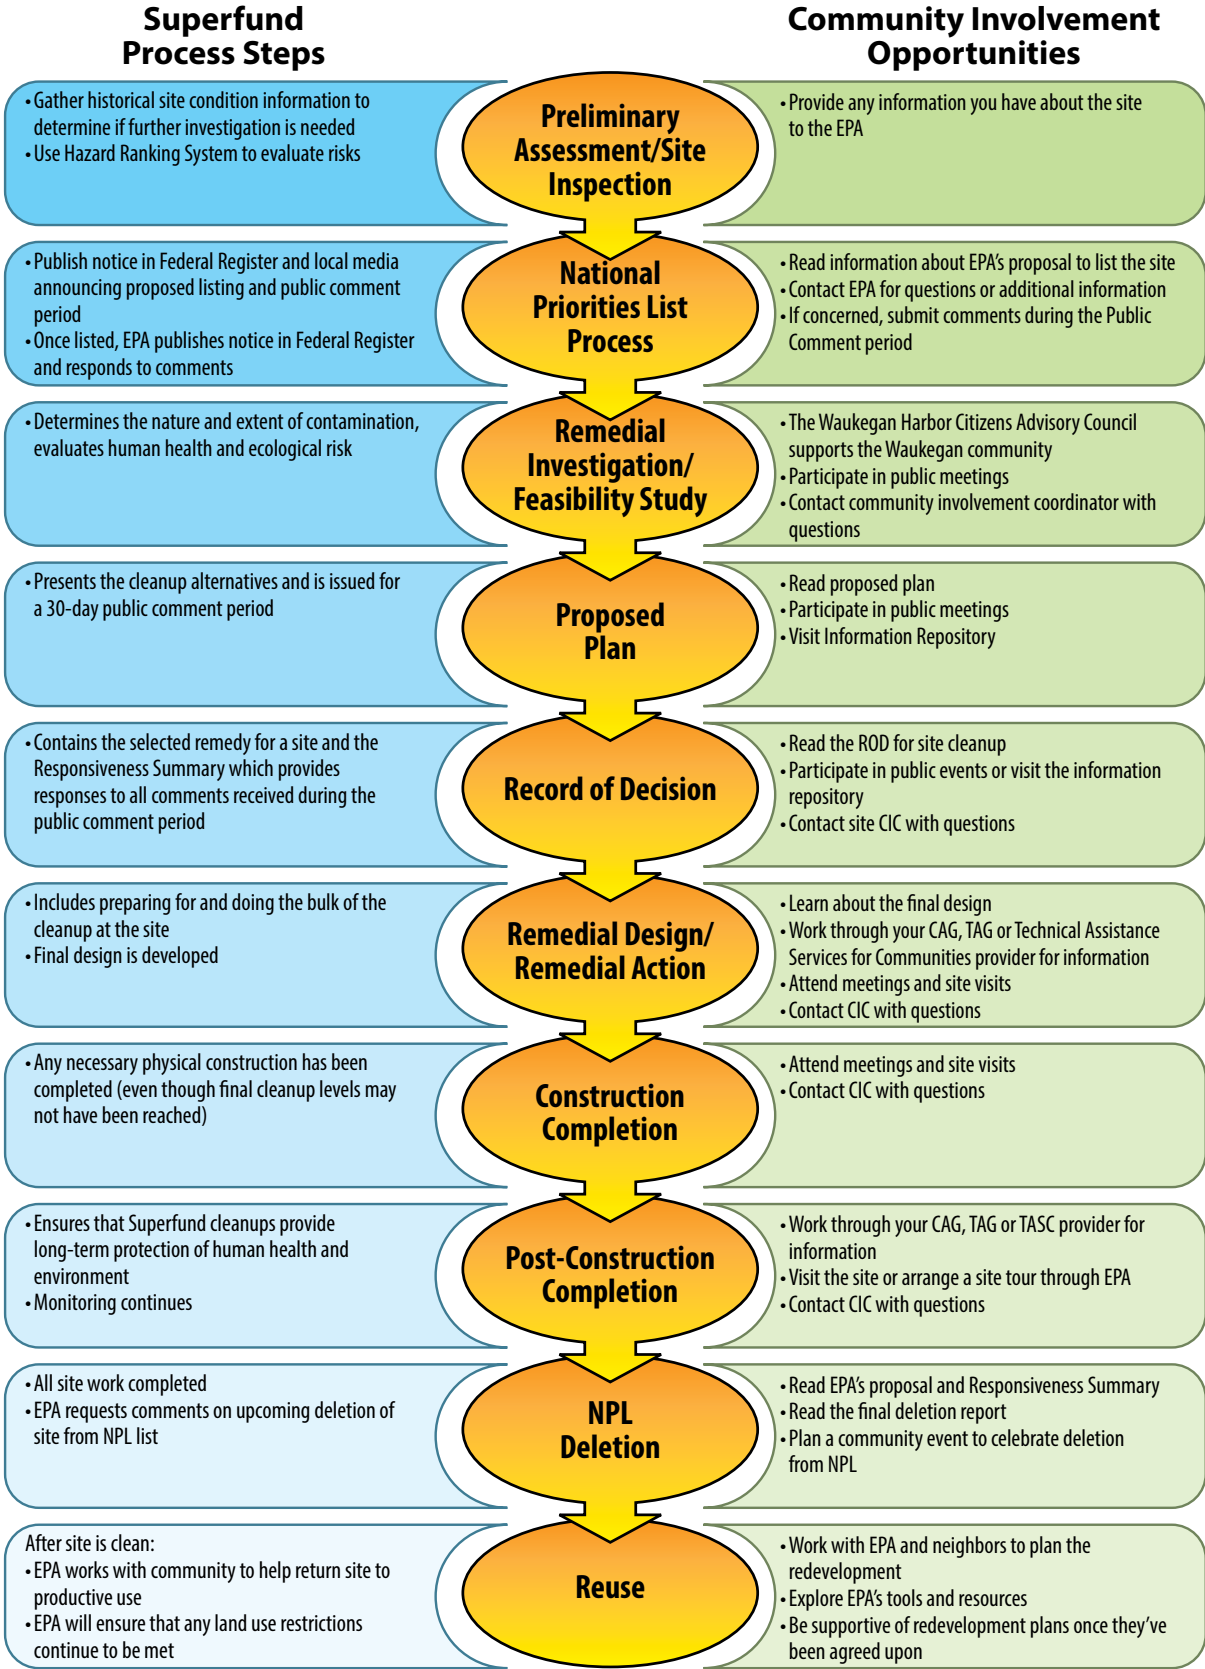 Superfund
Process Steps
Community Involvement
Opportunities
• Gather historical site condition information to
determine if further investigation is needed
• Use Hazard Ranking System to evaluate risks
Preliminary
Assessment/Site
Inspection
• Provide any information you have about the site
to the EPA
• Publish notice in Federal Register and local media
announcing proposed listing and public comment
period
• Once listed, EPA publishes notice in Federal Register
and responds to comments
National
Priorities List
Process
• Read information about EPA's proposal to list the site
• Contact EPA for questions or additional information
• If concerned, submit comments during the Public
Comment period
• Determines the nature and extent of contamination,
evaluates human health and ecological risk
Remedial
Investigation/
Feasibility Study
• The Waukegan Harbor Citizens Advisory Council
supports the Waukegan community
• Participate in public meetings
• Contact community involvement coordinator with
questions
• Presents the cleanup alternatives and is issued for
a 30-day public comment period
Proposed
Plan
• Read proposed plan
• Participate in public meetings
• Visit Information Repository
• Contains the selected remedy for a site and the
Responsiveness Summary which provides
responses to all comments received during the
public comment period
Record of Decision
• Read the ROD for site cleanup
• Participate in public events or visit the information
repository
• Contact site CIC with questions
• Includes preparing for and doing the bulk of the
cleanup at the site
• Final design is developed
Remedial Design/
Remedial Action
• Learn about the final design
• Work through your CAG, TAG or Technical Assistance
Services for Communities provider for information
• Attend meetings and site visits
• Contact CIC with questions
• Any necessary physical construction has been
completed (even though final cleanup levels may
not have been reached)
Construction
Completion
• Attend meetings and site visits
• Contact CIC with questions
• Ensures that Superfund cleanups provide
long-term protection of human health and
environment
• Monitoring continues
Post-Construction
Completion
• Work through your CAG, TAG or TASC provider for
information
• Visit the site or arrange a site tour through EPA
• Contact CIC with questions
• All site work completed
• EPA requests comments on upcoming deletion of
site from NPL list
NPL
Deletion
• Read EPA's proposal and Responsiveness Summary
• Read the final deletion report
• Plan a community event to celebrate deletion
from NPL
After site is clean:
• EPA works with community to help return site to
productive use
• EPA will ensure that any land use restrictions
continue to be met
Reuse
• Work with EPA and neighbors to plan the
redevelopment
• Explore EPA's tools and resources
• Be supportive of redevelopment plans once they've
been agreed upon